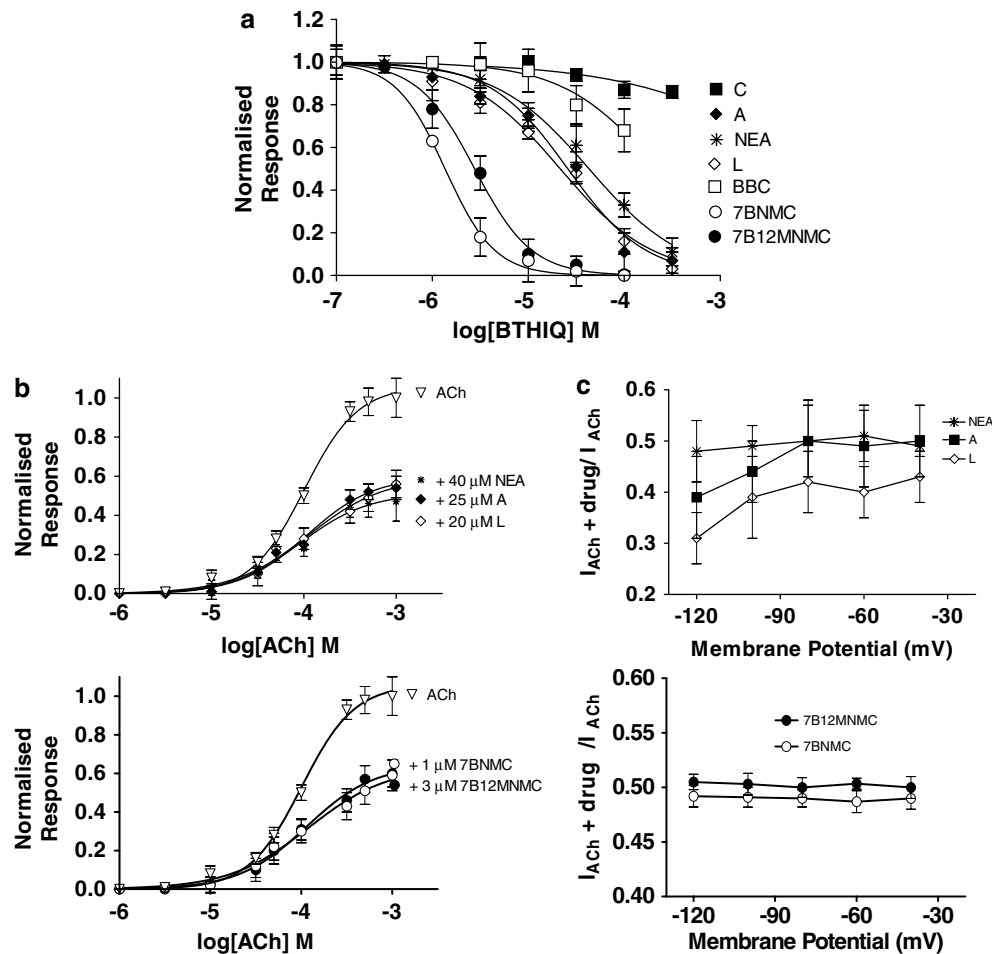 a
Normalised
Response
1.0
0.8
0.6
0.4
0.2
0.0
-7
-6
-5
-4
-3
log[BTHIQ] M
C
A
NEA
L
BBC
7BNMC
7B12MNMC
b
Normalised
Response
1.0
0.8
0.6
0.4
0.2
0.0
-6
-5
-4
-3
log[ACh] M
ACh
+ 40 µM NEA
+ 25 µM A
+ 20 µM L
c
I ACh + drug/ I ACh
0.6
0.5
0.4
0.3
0.2
-120
-90
-60
-30
Membrane Potential (mV)
NEA
A
L
Normalised
Response
1.0
0.8
0.6
0.4
0.2
0.0
-6
-5
-4
-3
log[ACh] M
ACh
+ 1 µM 7BNMC
+ 3 µM 7B12MNMC
I ACh + drug /I ACh
0.60
0.55
0.50
0.45
0.40
-120
-90
-60
-30
Membrane Potential (mV)
7B12MNMC
7BNMC